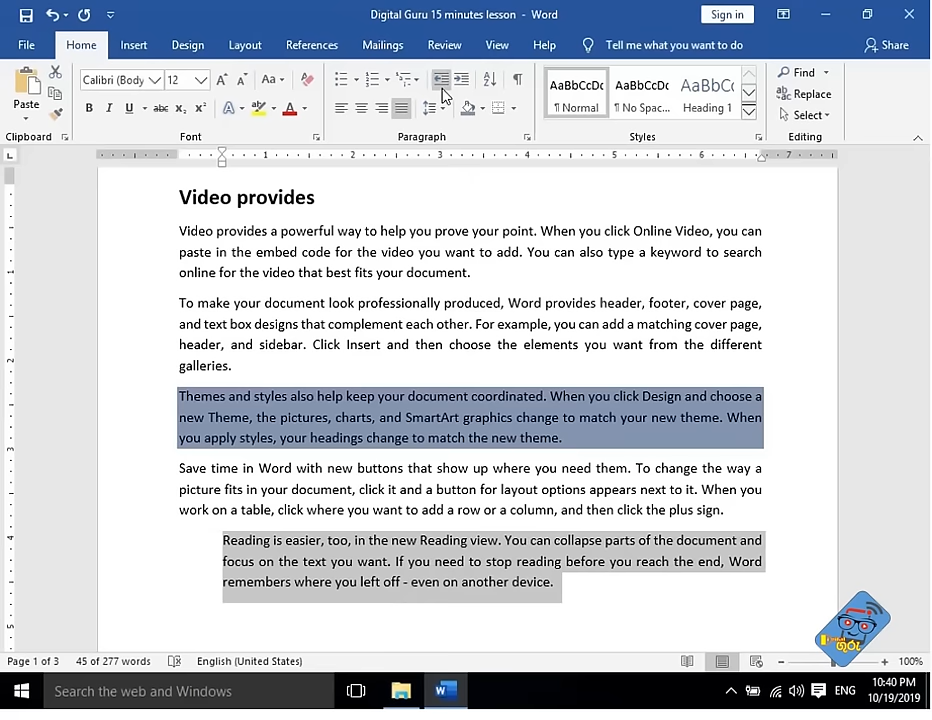 Digital Guru 15 minutes lesson - Word
Sign in
File Home Insert Design Layout References Mailings Review View Help Tell me what you want to do Share
Paste
Calibri (Body 12 A A Aa A
B I U abc X₂ X² A A
AaBbCcDc AaBbCcDc AaBbCc
¶ Normal ¶ No Spac... Heading 1
Find
Replace
Select
Clipboard Font Paragraph Styles Editing
L 1 2 3 4 5 6 7
Video provides
Video provides a powerful way to help you prove your point. When you click Online Video, you can
paste in the embed code for the video you want to add. You can also type a keyword to search
online for the video that best fits your document.
To make your document look professionally produced, Word provides header, footer, cover page,
and text box designs that complement each other. For example, you can add a matching cover page,
header, and sidebar. Click Insert and then choose the elements you want from the different
galleries.
Themes and styles also help keep your document coordinated. When you click Design and choose a
new Theme, the pictures, charts, and SmartArt graphics change to match your new theme. When
you apply styles, your headings change to match the new theme.
Save time in Word with new buttons that show up where you need them. To change the way a
picture fits in your document, click it and a button for layout options appears next to it. When you
work on a table, click where you want to add a row or a column, and then click the plus sign.
Reading is easier, too, in the new Reading view. You can collapse parts of the document and
focus on the text you want. If you need to stop reading before you reach the end, Word
remembers where you left off - even on another device.
Page 1 of 3 45 of 277 words English (United States) 100%
Search the web and Windows
ENG
10:40 PM
10/19/2019